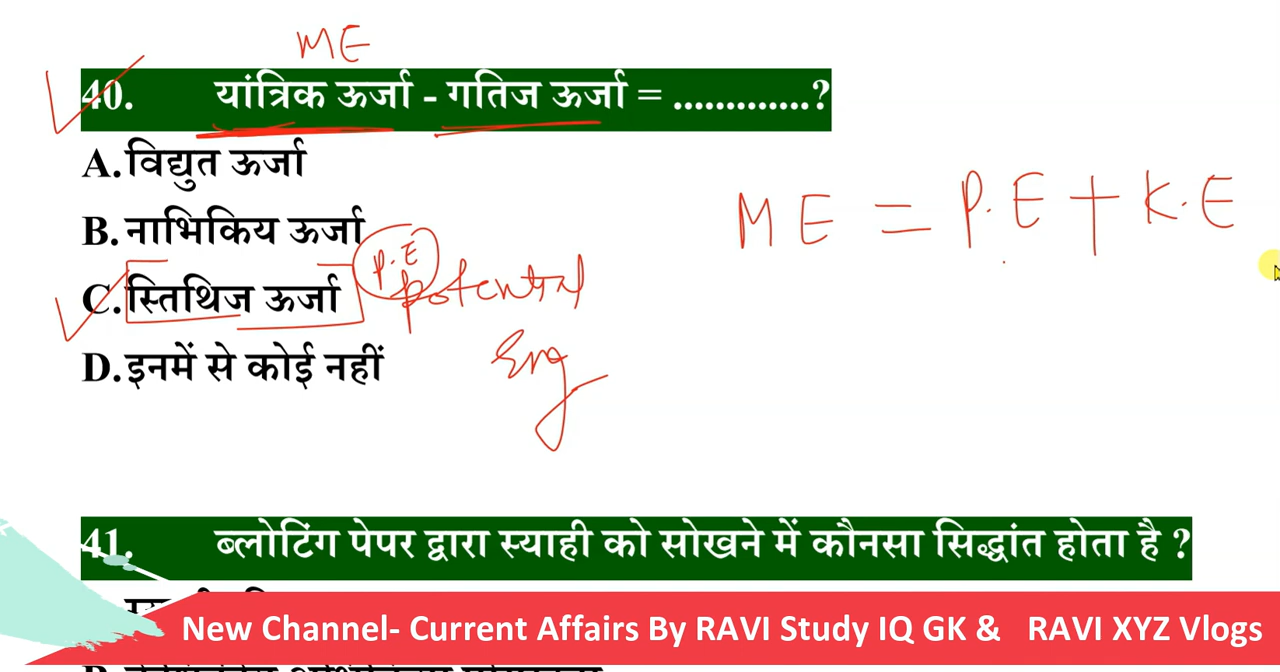 ME
40. यांत्रिक ऊर्जा - गतिज ऊर्जा = .............?
A. विद्युत ऊर्जा
B. नाभिकिय ऊर्जा
C. स्तिथिज ऊर्जा
P.E
Potential
Eng
D. इनमें से कोई नहीं
ME = P.E + K.E
41. ब्लोटिंग पेपर द्वारा स्याही को सोखने में कौनसा सिद्धांत होता है ?
New Channel- Current Affairs By RAVI Study IQ GK & RAVI XYZ Vlogs